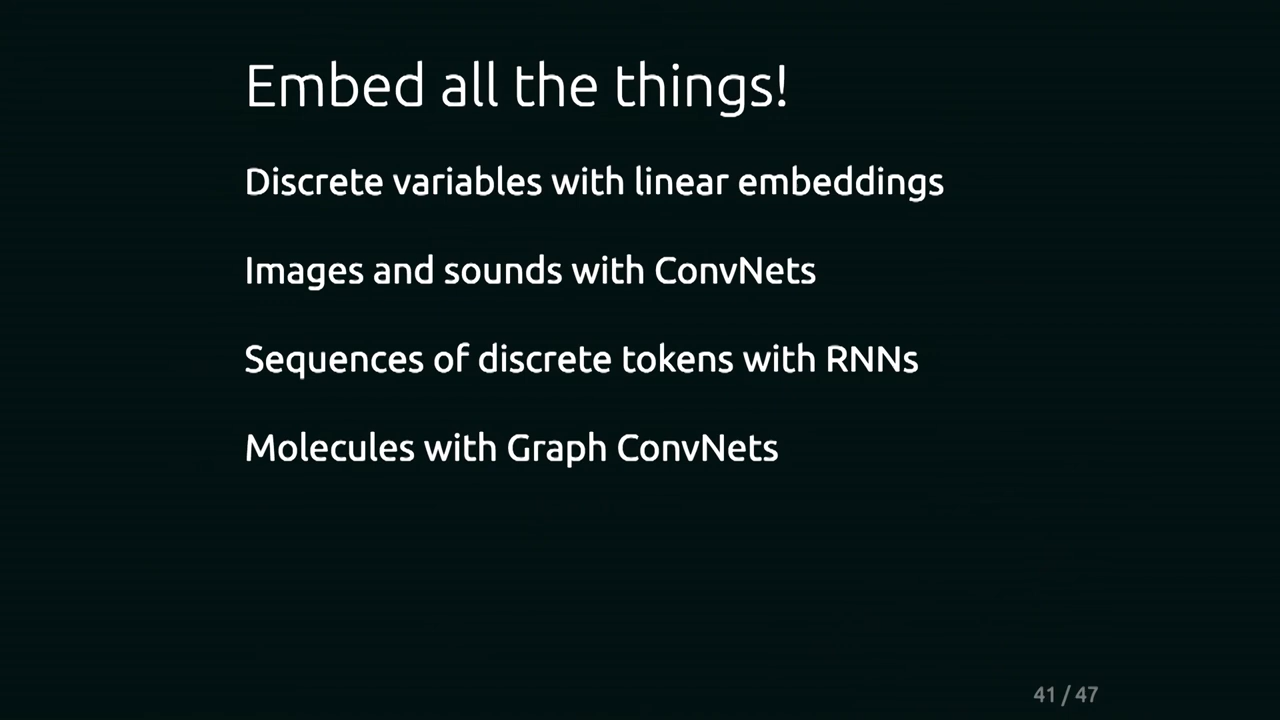 Embed all the things!
Discrete variables with linear embeddings
Images and sounds with ConvNets
Sequences of discrete tokens with RNNs
Molecules with Graph ConvNets
41 / 47